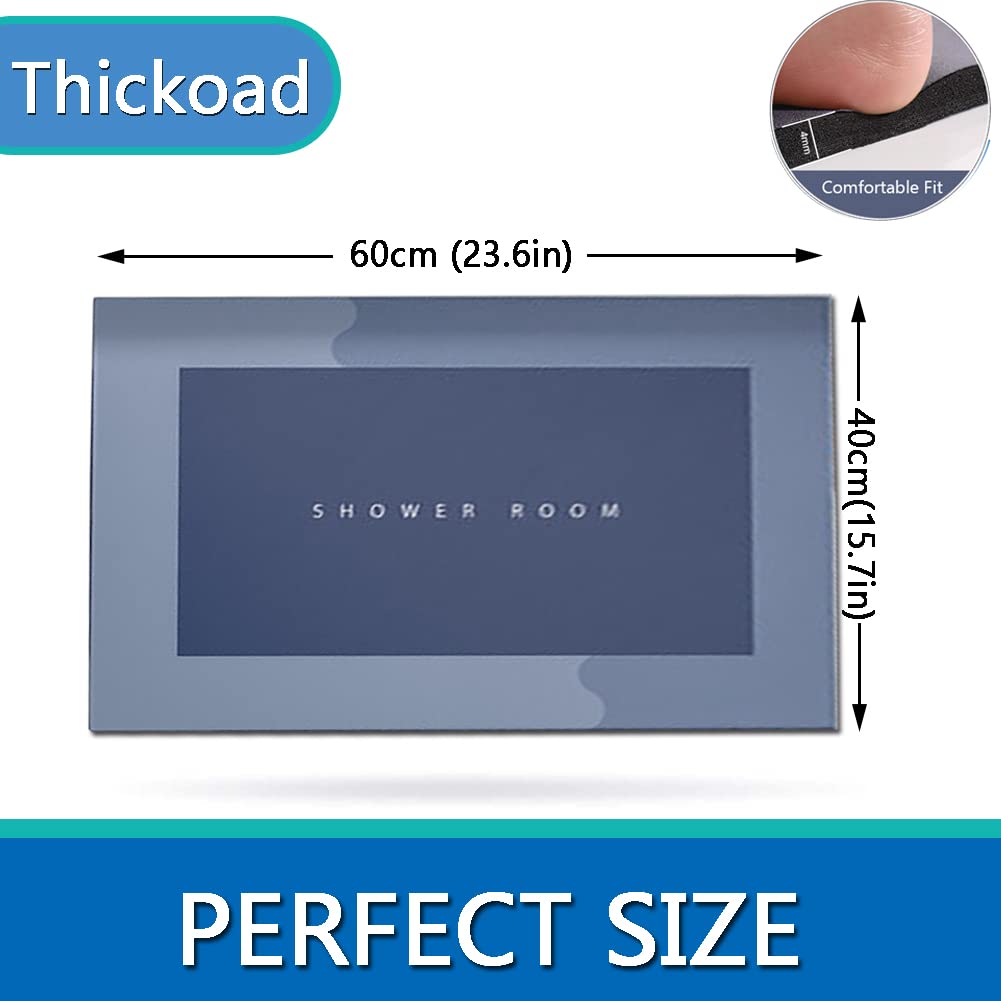 Thickoad
4mm
Comfortable Fit
60cm (23.6in)
40cm(15.7in)
SHOWER ROOM
PERFECT SIZE